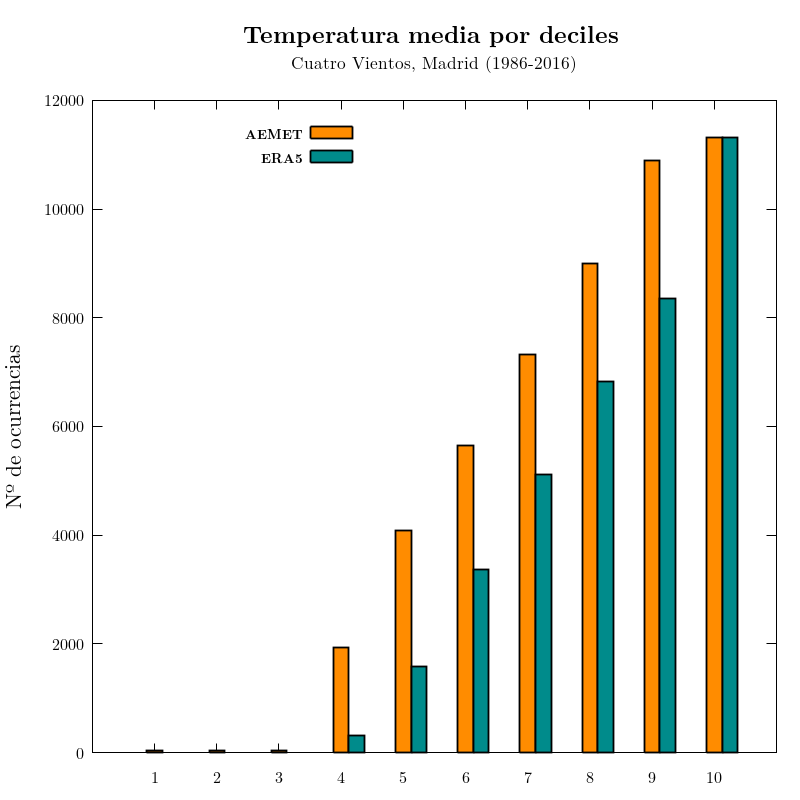 Temperatura media por deciles
Cuatro Vientos, Madrid (1986-2016)
12000
10000
8000
6000
4000
2000
0
Nº de ocurrencias
AEMET
ERA5
1 2 3 4 5 6 7 8 9 10